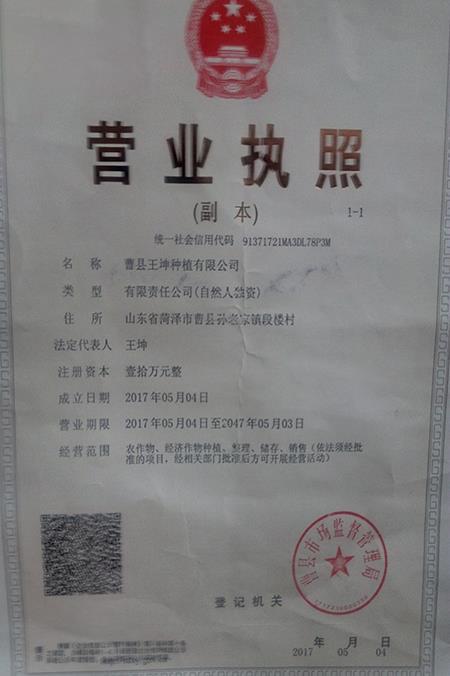 营业执照
(副 本)
1-1
统一社会信用代码 91371721MA3DL78P3M
名 称 曹县王坤种植有限公司
类 型 有限责任公司(自然人独资)
住 所 山东省菏泽市曹县孙老家镇段楼村
法定代表人 王坤
注册资本 壹拾万元整
成立日期 2017年05月04日
营业期限 2017年05月04日至2047年05月03日
经营范围 农作物、经济作物种植、整理、储存、销售(依法须经批
准的项目,经相关部门批准后方可开展经营活动)
曹县市场监督管理局
登记机关
2017 年 05 月 04 日